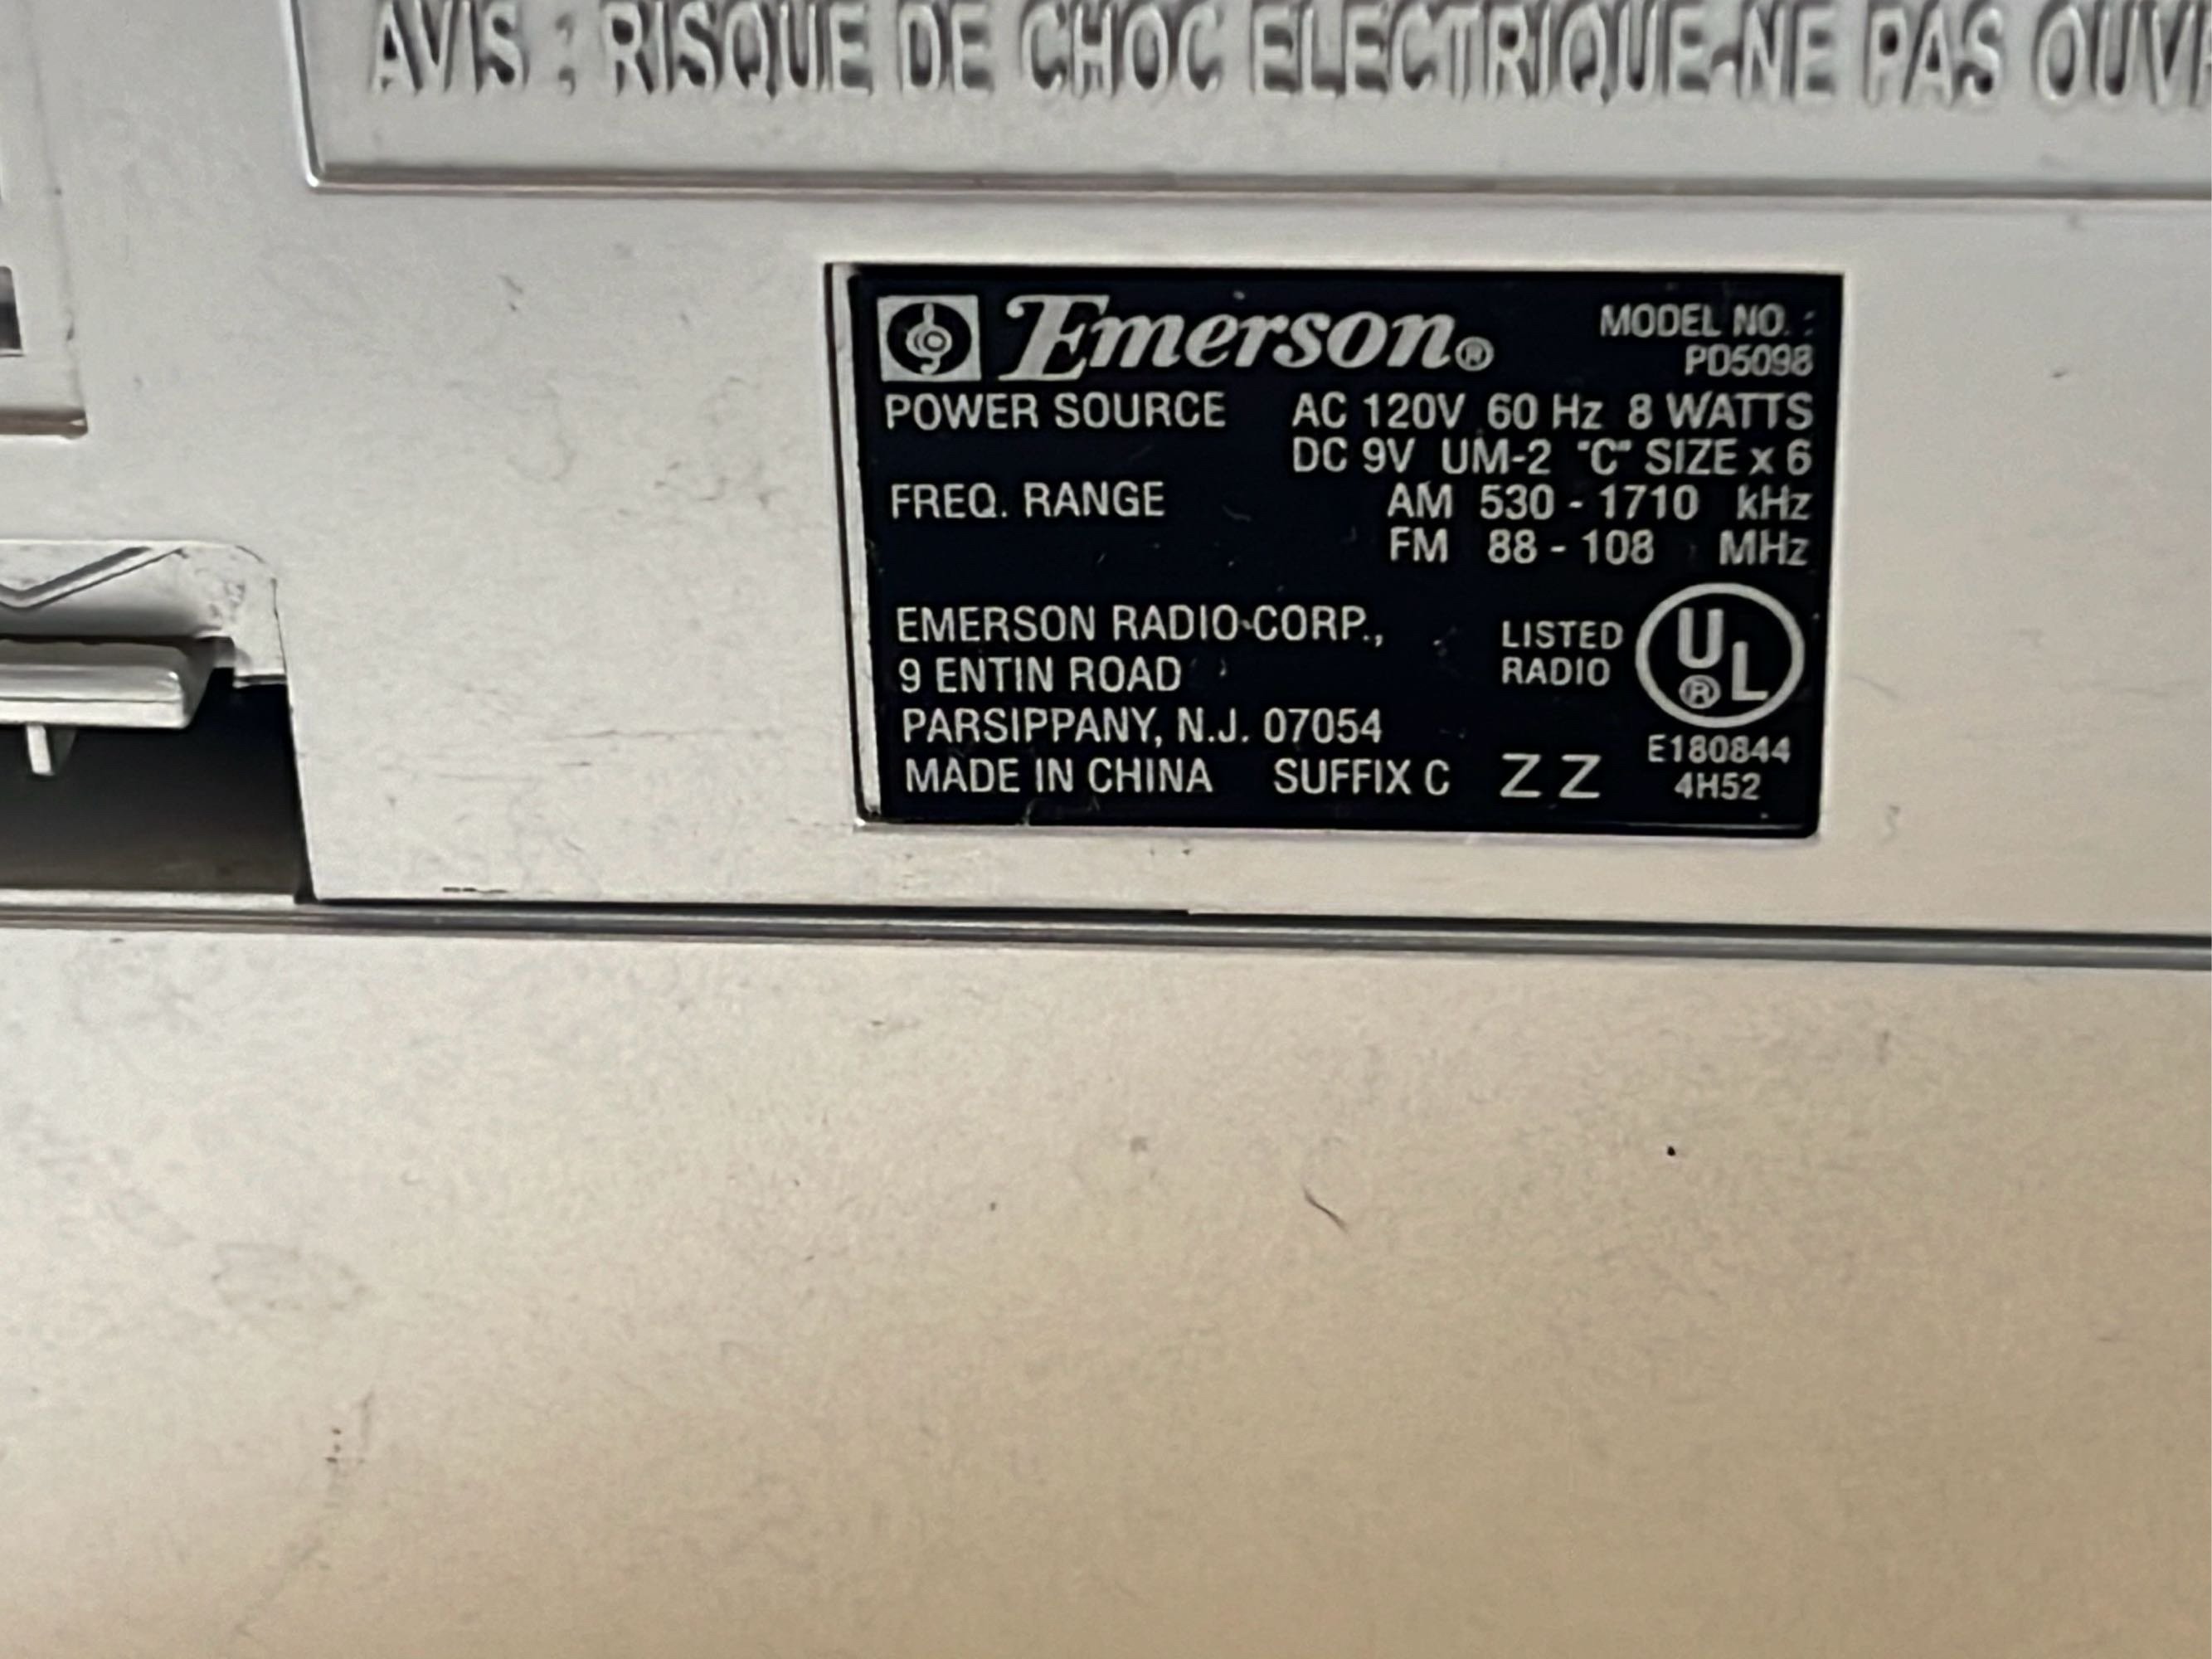 AVIS : RISQUE DE CHOC ELECTRIQUE-NE PAS
Emerson® MODEL NO. :
PD5098
POWER SOURCE AC 120V 60 Hz 8 WATTS
DC 9V UM-2 "C" SIZE x 6
FREQ. RANGE AM 530 - 1710 kHz
FM 88 - 108 MHz
EMERSON RADIO CORP.,
9 ENTIN ROAD
PARSIPPANY, N.J. 07054
MADE IN CHINA SUFFIX C ZZ
LISTED
RADIO
UL®
E180844
4H52